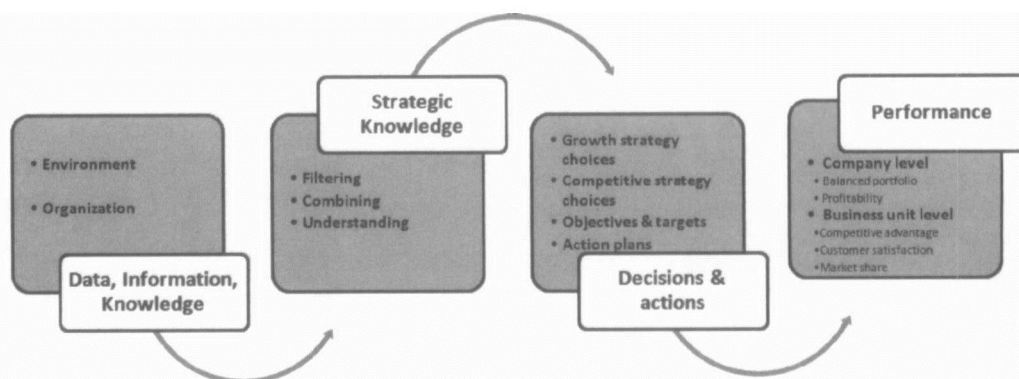 • Environment
• Organization
Data, Information,
Knowledge
Strategic
Knowledge
• Filtering
• Combining
• Understanding
• Growth strategy
choices
• Competitive strategy
choices
• Objectives & targets
• Action plans
Decisions &
actions
Performance
• Company level
• Balanced portfolio
• Profitability
• Business unit level
• Competitive advantage
• Customer satisfaction
• Market share